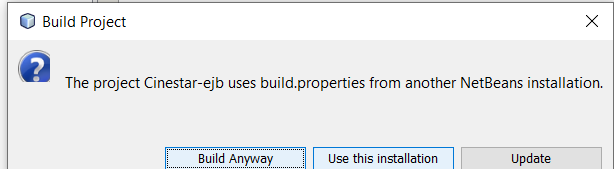 Build Project
The project Cinestar-ejb uses build.properties from another NetBeans installation.
Build Anyway
Use this installation
Update